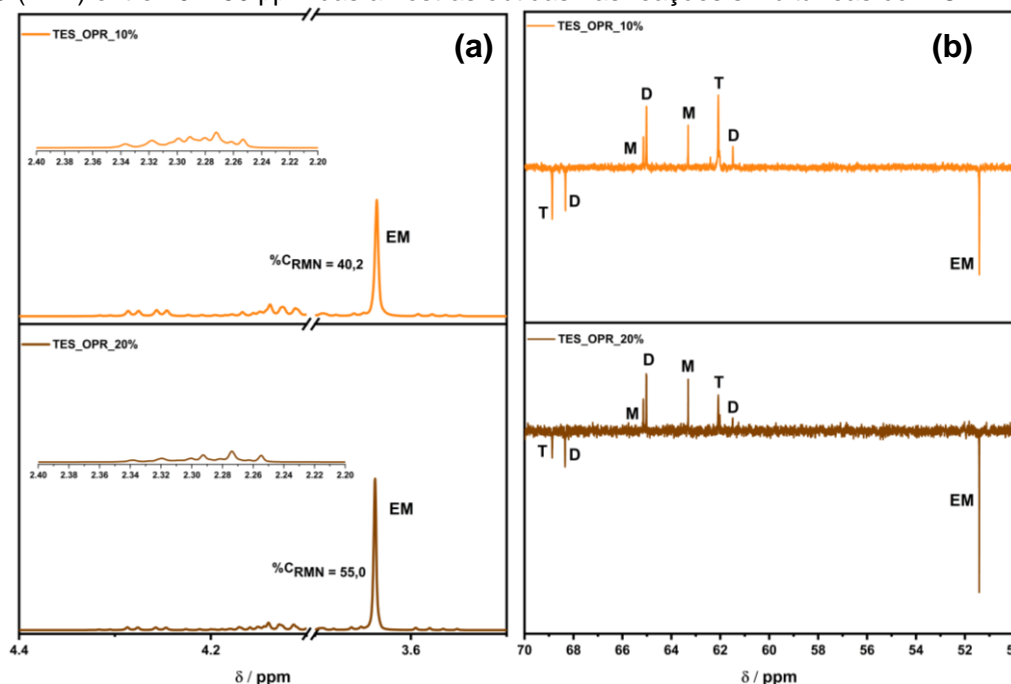 (a)
TES_OPR_10%
2.40 2.38 2.36 2.34 2.32 2.30 2.28 2.26 2.24 2.22 2.20
EM
%CRMN = 40,2
TES_OPR_20%
2.40 2.38 2.36 2.34 2.32 2.30 2.28 2.26 2.24 2.22 2.20
EM
%CRMN = 55,0
4.4 4.2 3.6
δ / ppm
(b)
TES_OPR_10%
M D M T D
T D
EM
TES_OPR_20%
M D M T D
T D
EM
70 68 66 64 62 60 58 56 54 52
δ / ppm